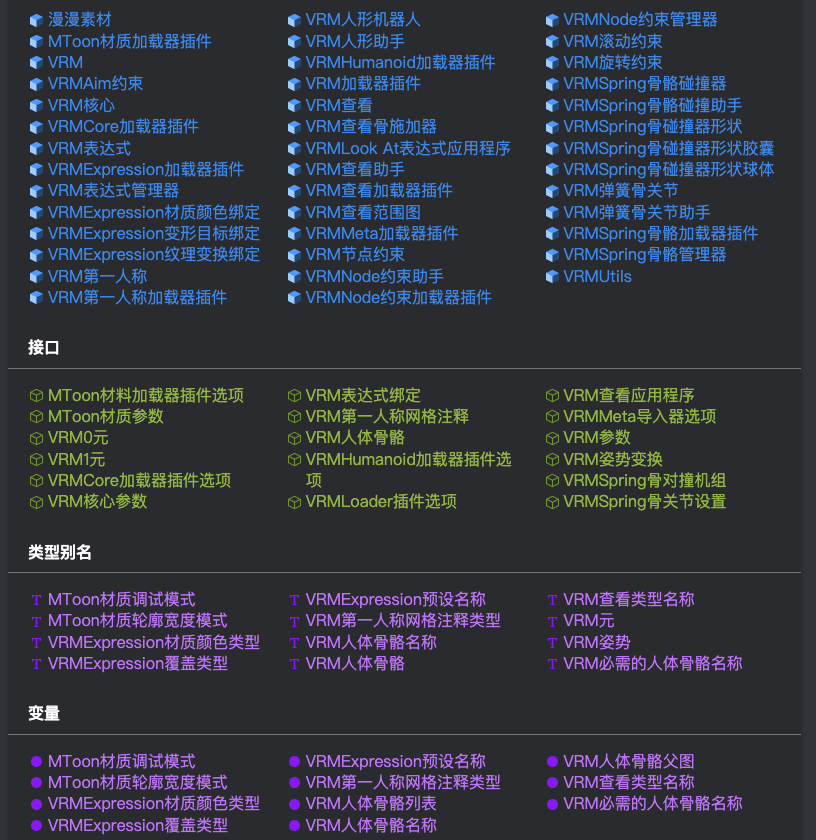 漫漫素材
MToon材质加载器插件
VRM
VRMAim约束
VRM核心
VRMCore加载器插件
VRM表达式
VRMExpression加载器插件
VRM表达式管理器
VRMExpression材质颜色绑定
VRMExpression变形目标绑定
VRMExpression纹理变换绑定
VRM第一人称
VRM第一人称加载器插件
VRM人形机器人
VRM人形助手
VRMHumanoid加载器插件
VRM加载器插件
VRM查看
VRM查看骨施加器
VRMLook At表达式应用程序
VRM查看助手
VRM查看加载器插件
VRM查看范围图
VRMMeta加载器插件
VRM节点约束
VRMNode约束助手
VRMNode约束加载器插件
VRMNode约束管理器
VRM滚动约束
VRM旋转约束
VRMSpring骨骼碰撞器
VRMSpring骨骼碰撞助手
VRMSpring骨碰撞器形状
VRMSpring骨碰撞器形状胶囊
VRMSpring骨碰撞器形状球体
VRM弹簧骨关节
VRM弹簧骨关节助手
VRMSpring骨骼加载器插件
VRMSpring骨骼管理器
VRMUtils
接口
MToon材料加载器插件选项
MToon材质参数
VRM0元
VRM1元
VRMCore加载器插件选项
VRM核心参数
VRM表达式绑定
VRM第一人称网格注释
VRM人体骨骼
VRMHumanoid加载器插件选
项
VRMLoader插件选项
VRM查看应用程序
VRMMeta导入器选项
VRM参数
VRM姿势变换
VRMSpring骨对撞机组
VRMSpring骨关节设置
类型别名
MToon材质调试模式
MToon材质轮廓宽度模式
VRMExpression材质颜色类型
VRMExpression覆盖类型
VRMExpression预设名称
VRM第一人称网格注释类型
VRM人体骨骼名称
VRM人体骨骼
VRM查看类型名称
VRM元
VRM姿势
VRM必需的人体骨骼名称
变量
MToon材质调试模式
MToon材质轮廓宽度模式
VRMExpression材质颜色类型
VRMExpression覆盖类型
VRMExpression预设名称
VRM第一人称网格注释类型
VRM人体骨骼列表
VRM人体骨骼名称
VRM人体骨骼父图
VRM查看类型名称
VRM必需的人体骨骼名称